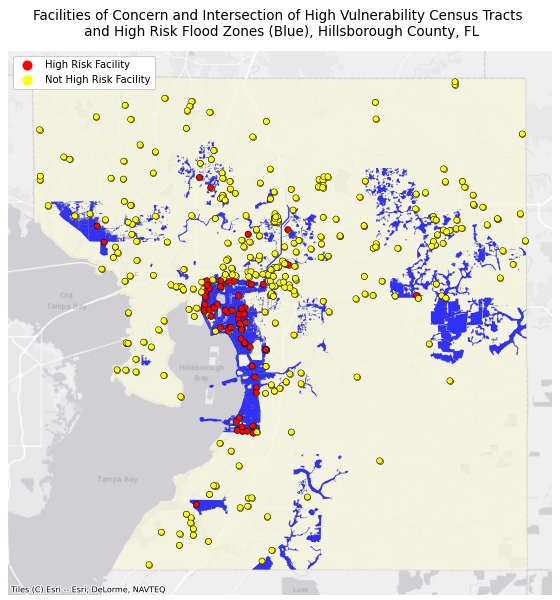 Facilities of Concern and Intersection of High Vulnerability Census Tracts
and High Risk Flood Zones (Blue), Hillsborough County, FL
High Risk Facility
Not High Risk Facility
Old
Tampa Bay
Hillsborough
Bay
Tampa Bay
Lake
Tiles (C) Esri -- Esri, DeLorme, NAVTEQ